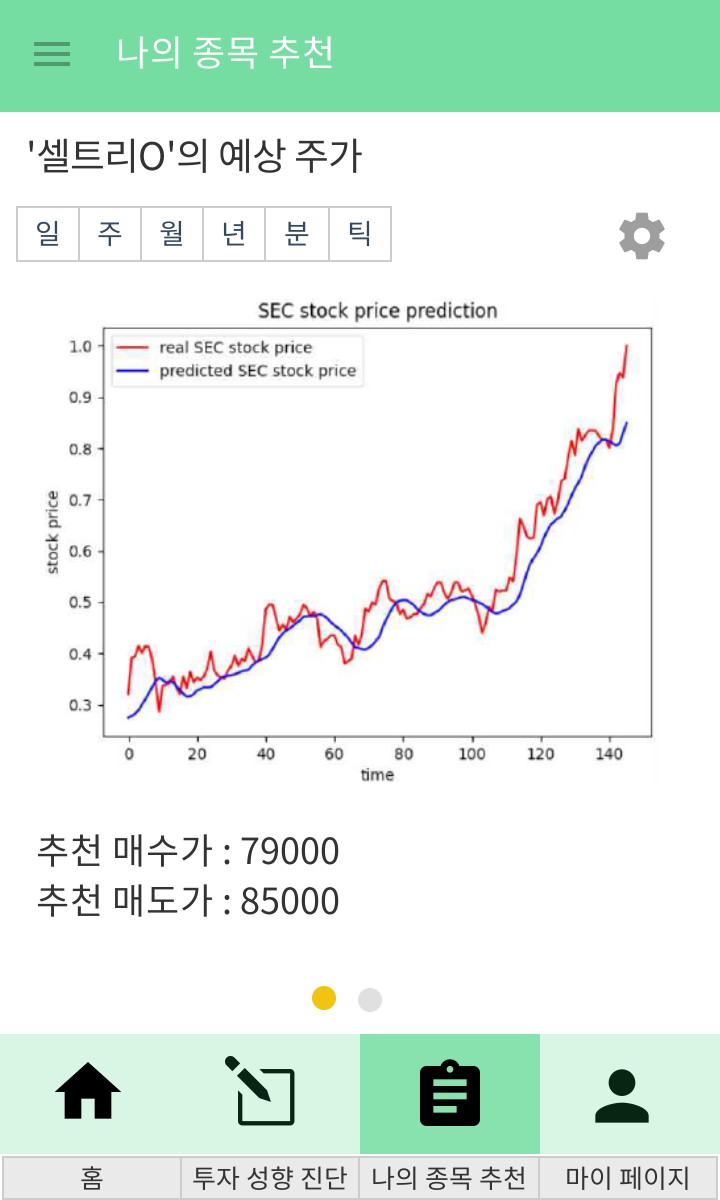 나의 종목 추천
'셀트리O'의 예상 주가
일 주 월 년 분 틱
SEC stock price prediction
real SEC stock price
predicted SEC stock price
1.0
0.9
0.8
0.7
0.6
0.5
0.4
0.3
stock price
0 20 40 60 80 100 120 140
time
추천 매수가 : 79000
추천 매도가 : 85000
홈 투자 성향 진단 나의 종목 추천 마이 페이지